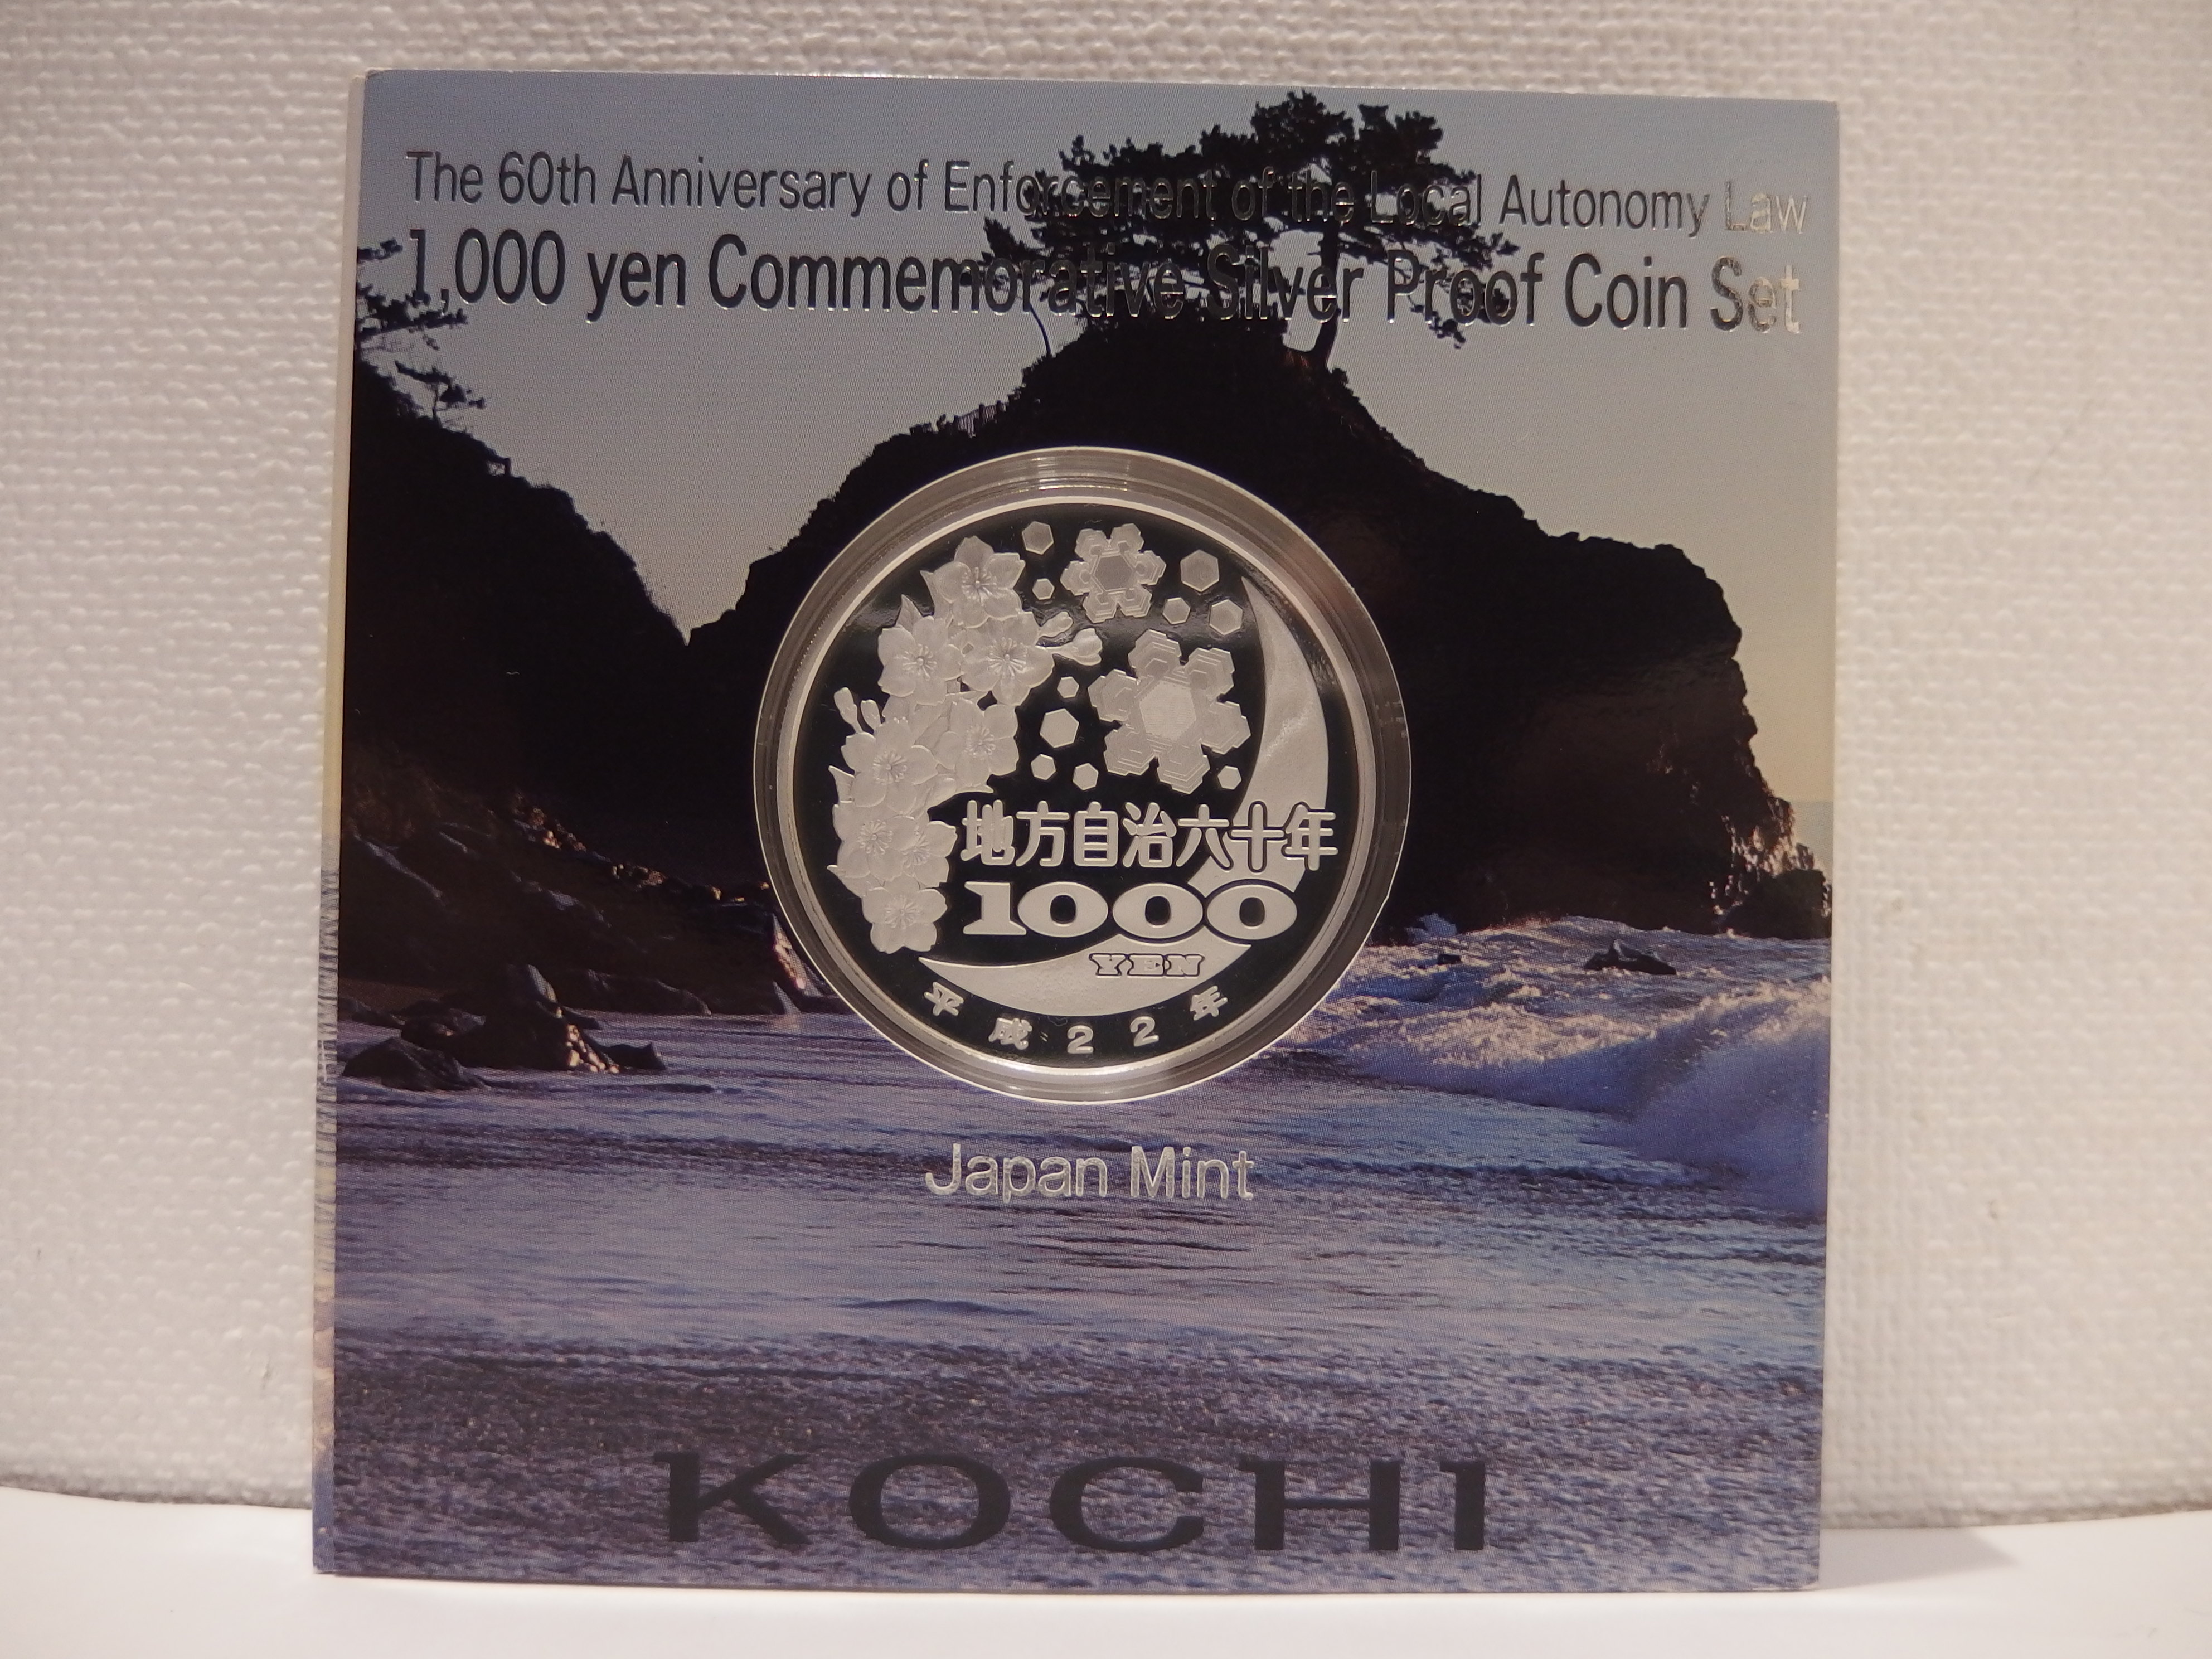 The 60th Anniversary of Enforcement of the Local Autonomy Law
1,000 yen Commemorative Silver Proof Coin Set
地方自治六十年
1000
YEN
平成22年
Japan Mint
KOCHI